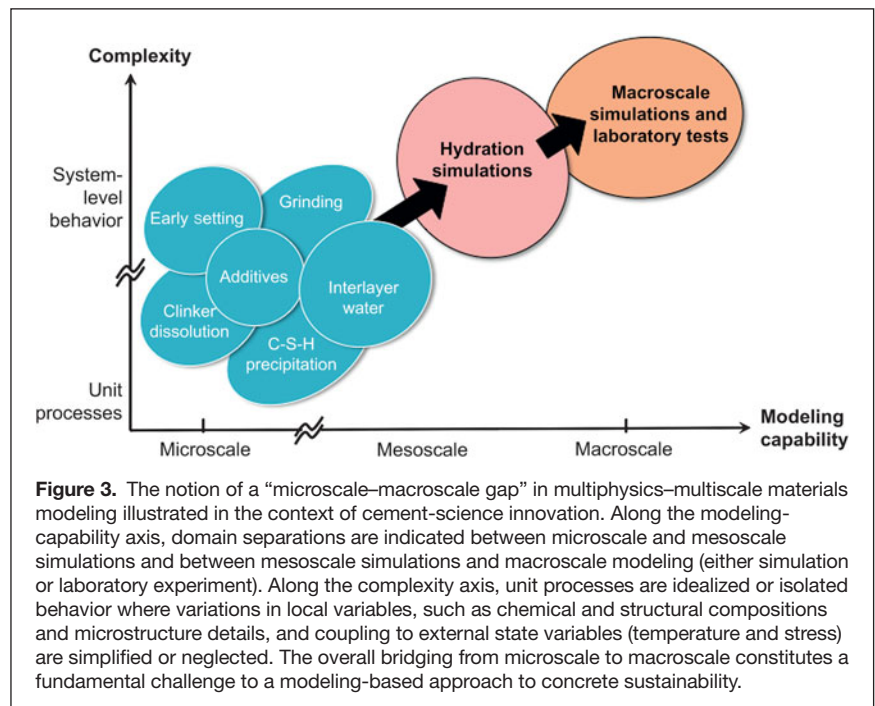 Complexity
System-
level
behavior
Unit
processes
Early setting
Grinding
Additives
Clinker
dissolution
Interlayer
water
C-S-H
precipitation
Hydration
simulations
Macroscale
simulations and
laboratory tests
Microscale
Mesoscale
Macroscale
Modeling
capability
Figure 3. The notion of a “microscale–macroscale gap” in multiphysics–multiscale materials
modeling illustrated in the context of cement-science innovation. Along the modeling-
capability axis, domain separations are indicated between microscale and mesoscale
simulations and between mesoscale simulations and macroscale modeling (either simulation
or laboratory experiment). Along the complexity axis, unit processes are idealized or isolated
behavior where variations in local variables, such as chemical and structural compositions
and microstructure details, and coupling to external state variables (temperature and stress)
are simplified or neglected. The overall bridging from microscale to macroscale constitutes a
fundamental challenge to a modeling-based approach to concrete sustainability.